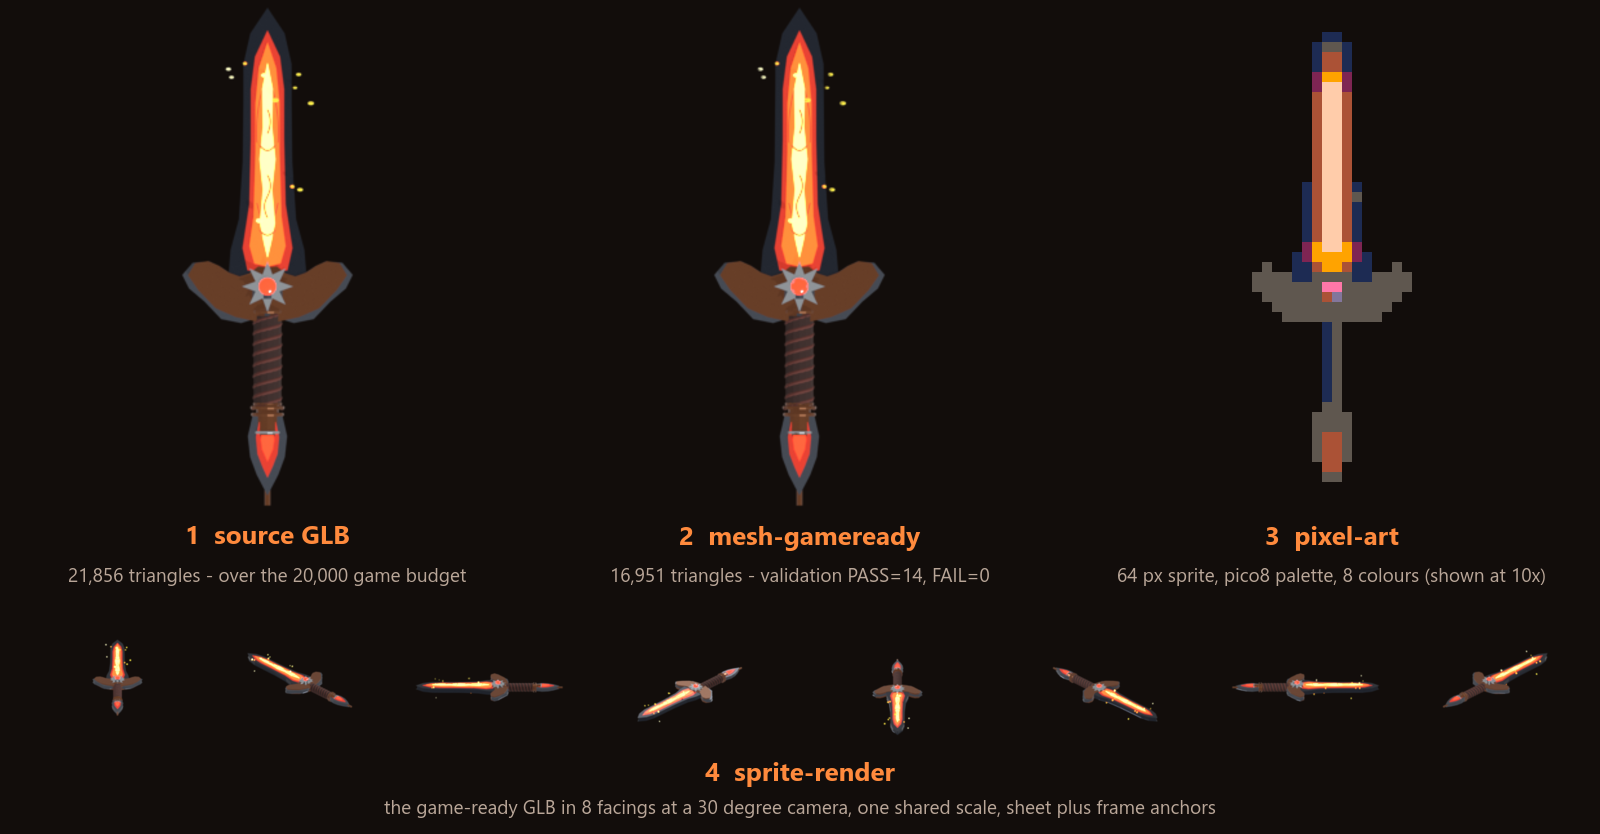 1 source GLB
21,856 triangles - over the 20,000 game budget
2 mesh-gameready
16,951 triangles - validation PASS=14, FAIL=0
3 pixel-art
64 px sprite, pico8 palette, 8 colours (shown at 10x)
4 sprite-render
the game-ready GLB in 8 facings at a 30 degree camera, one shared scale, sheet plus frame anchors